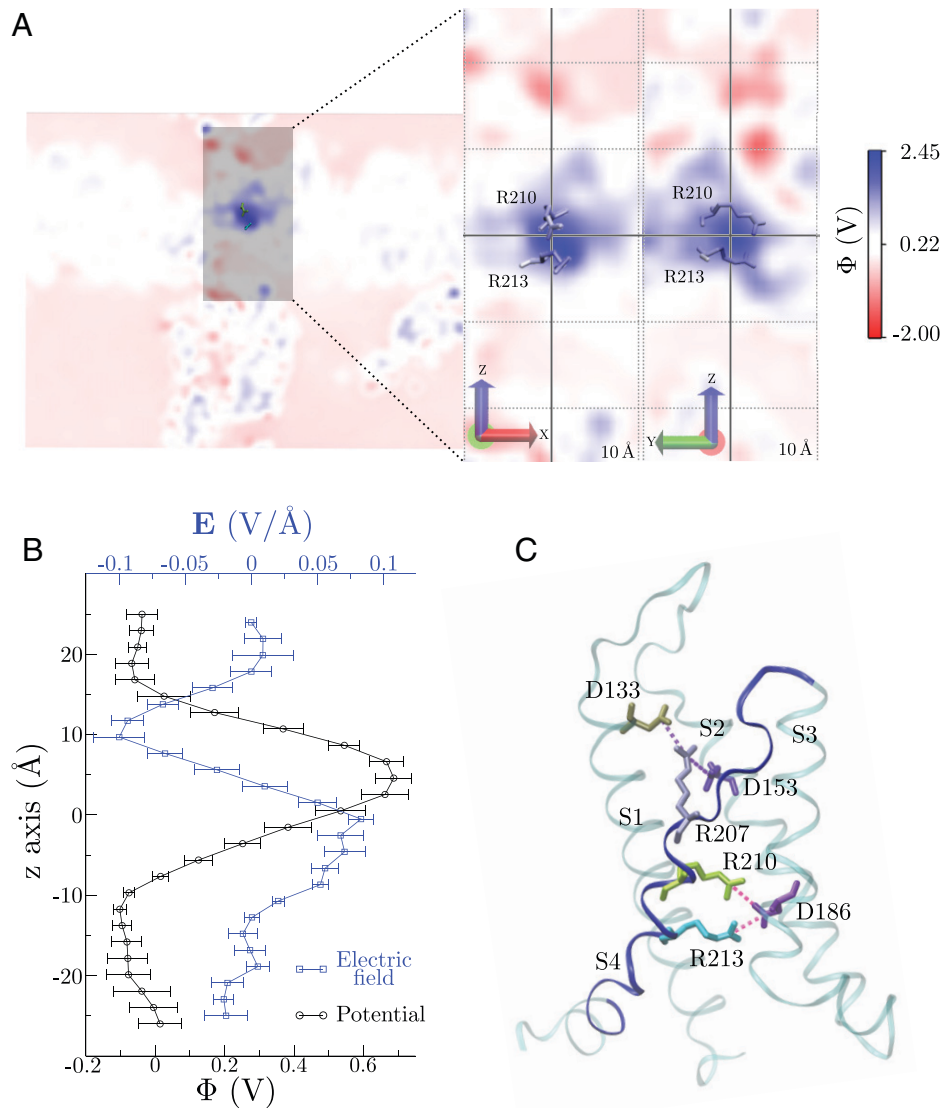 A
R210
R213
Z
X
10 Å
R210
R213
Z
Y
10 Å
2.45
0.22
-2.00
Φ (V)
B
E (V/Å)
-0.1 -0.05 0 0.05 0.1
20
10
0
-10
-20
z axis (Å)
Electric
field
Potential
-0.2 0 0.2 0.4 0.6
Φ (V)
C
D133
S2
S3
D153
S1
R207
R210
D186
R213
S4